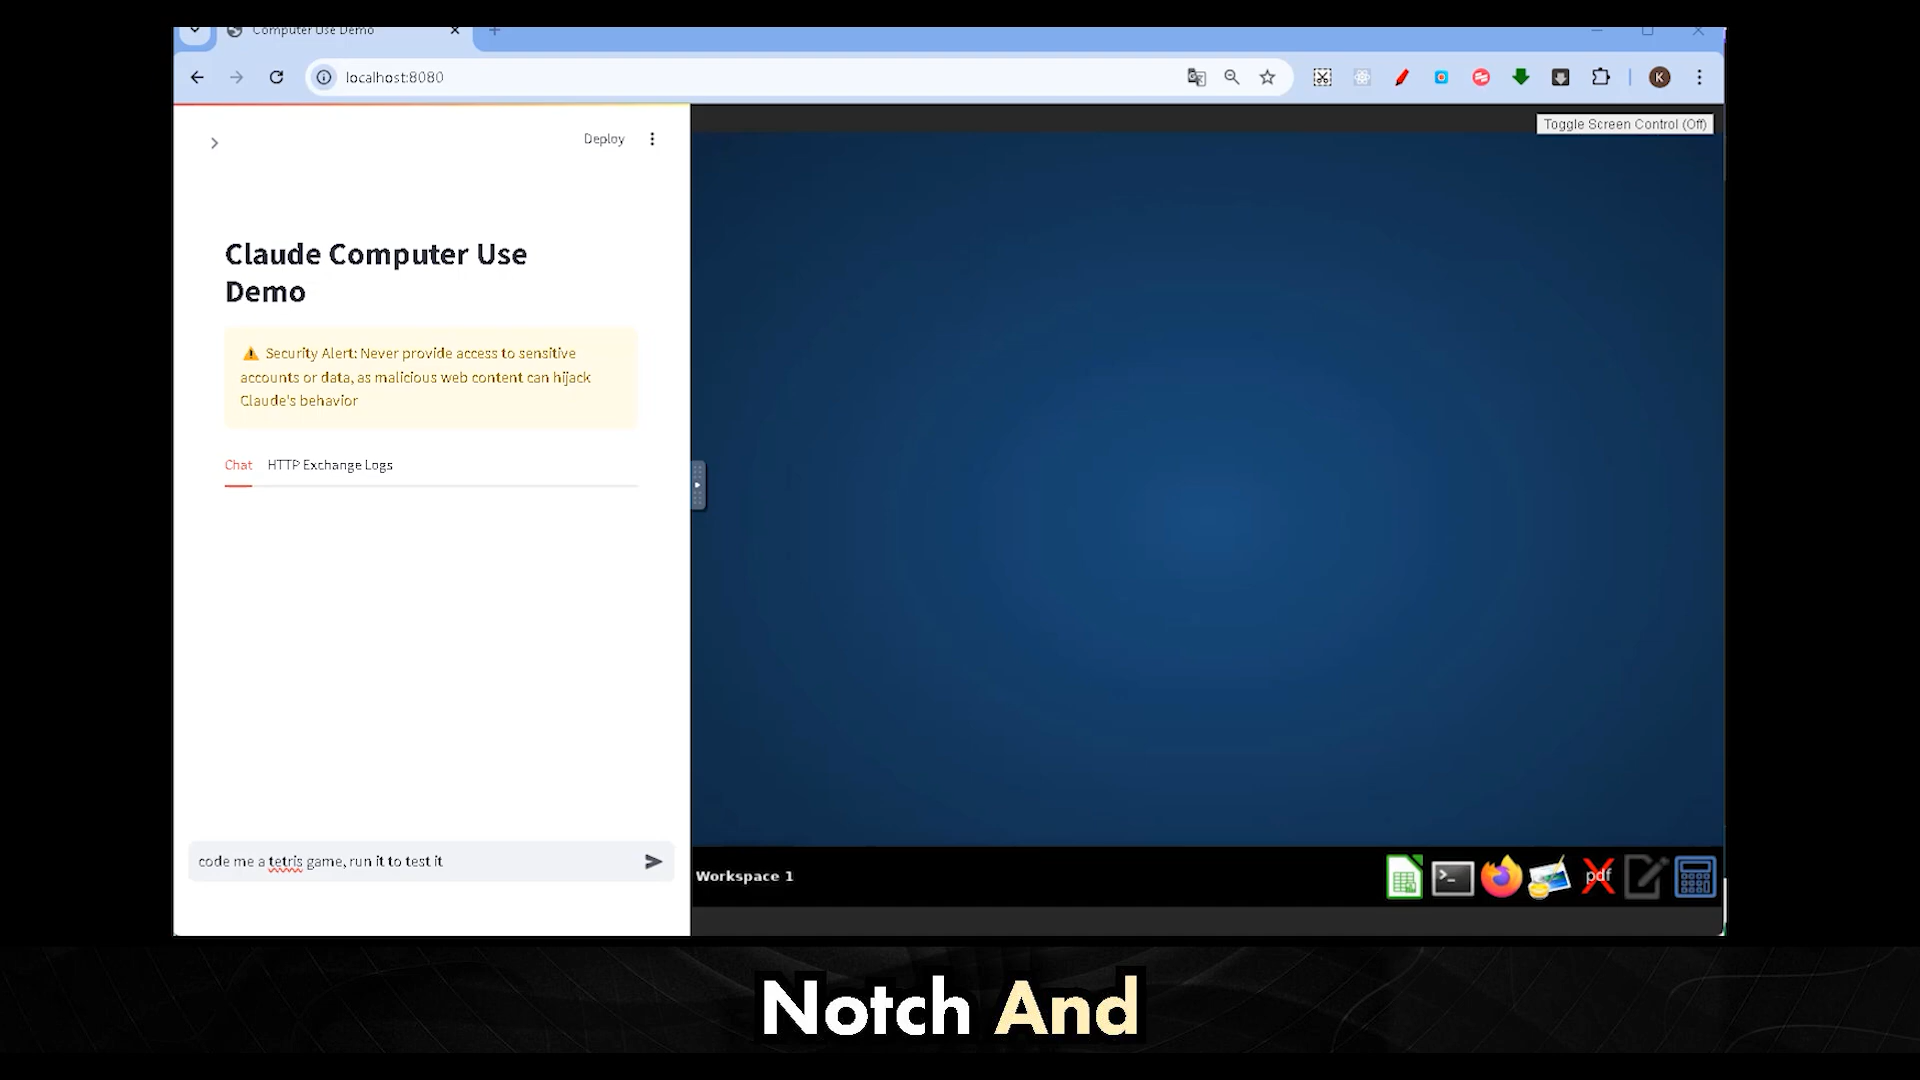 Computer Use Demo
localhost:8080
K
Toggle Screen Control (Off)
Deploy
Claude Computer Use
Demo
Security Alert: Never provide access to sensitive
accounts or data, as malicious web content can hijack
Claude's behavior
Chat HTTP Exchange Logs
code me a tetris game, run it to test it
Workspace 1
pdf
Notch And